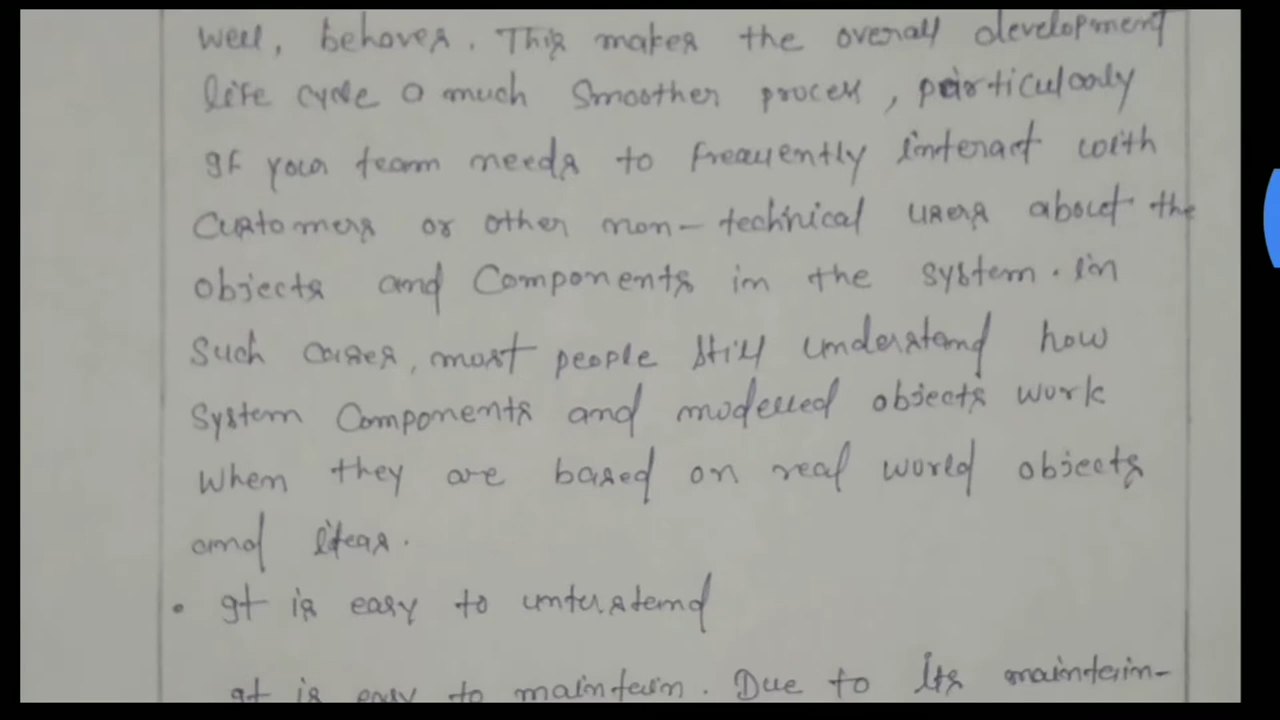 well, behaves. This makes the overall development
life cycle a much smoother process, particularly
If your team needs to frequently interact with
Customers or other non-technical users about the
objects and Components in the system. In
Such cases, most people still understand how
System Components and modelled objects work
when they are based on real world objects
and ideas.
• It is easy to understand
It is easy to maintain. Due to its maintain-